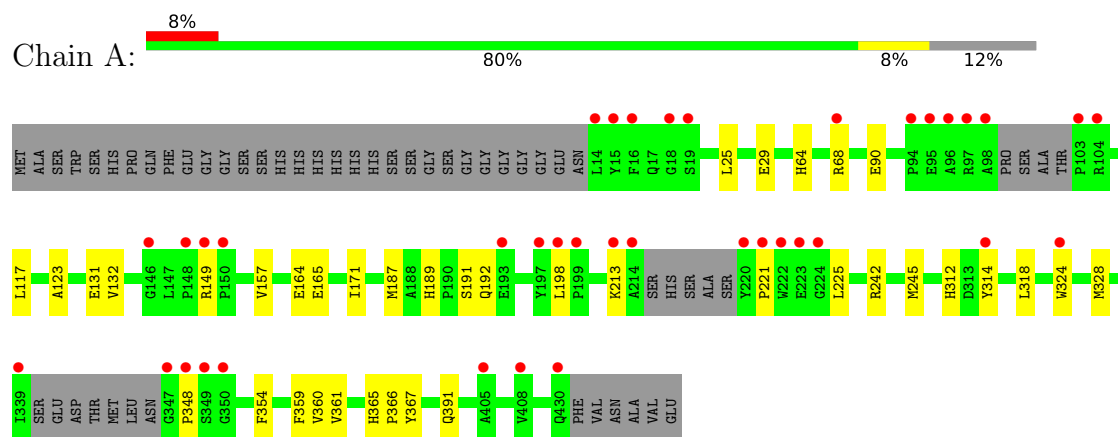 8%
Chain A:
80% 8% 12%
MET ALA SER TRP SER HIS PRO GLN PHE GLU GLY GLY SER SER HIS HIS HIS HIS HIS HIS SER SER GLY SER GLY GLY GLY GLY GLY GLU ASN L14 Y15 F16 Q17 G18 S19 L25 E29 H64 R68 E90 P94 E95 A96 R97 A98 PRO SER ALA THR P103 R104
L117 A123 E131 V132 G146 L147 P148 R149 P150 V157 E164 E165 I171 M187 A188 H189 P190 S191 Q192 E193 Y197 L198 P199 K213 A214 SER HIS SER ALA SER Y220 P221 W222 E223 G224 L225 R242 M245 H312 D313 Y314 L318 W324 M328
I339 SER GLU ASP THR MET LEU ASN G347 P348 S349 G350 F354 F359 V360 V361 H365 P366 Y367 Q391 A405 V408 Q430 PHE VAL ASN ALA VAL GLU